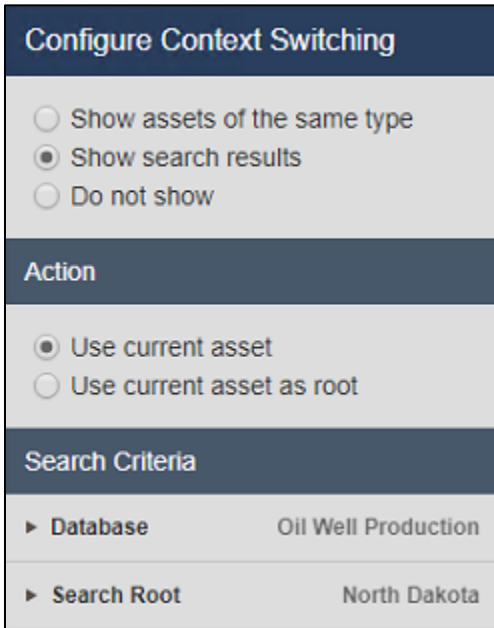 Configure Context Switching
Show assets of the same type
Show search results
Do not show
Action
Use current asset
Use current asset as root
Search Criteria
Database Oil Well Production
Search Root North Dakota